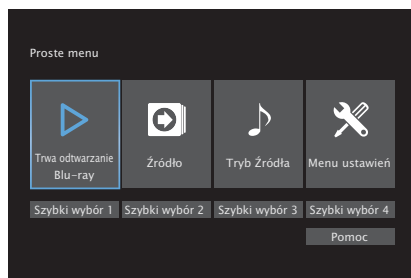 Proste menu
Trwa odtwarzanie
Blu-ray
Źródło
Tryb Źródła
Menu ustawień
Szybki wybór 1
Szybki wybór 2
Szybki wybór 3
Szybki wybór 4
Pomoc